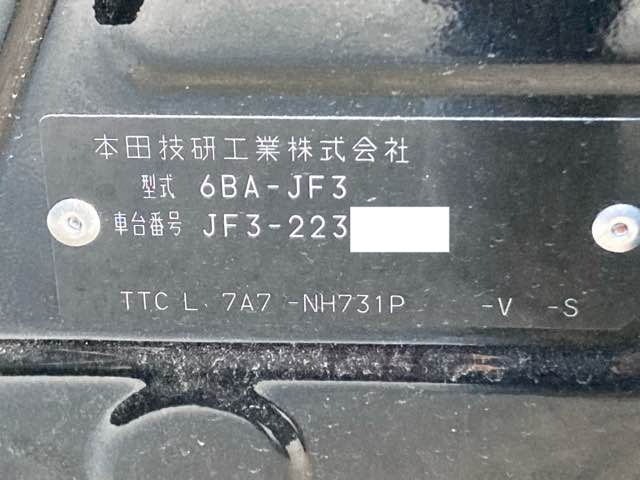 本田技研工業株式会社
型式 6BA-JF3
車台番号 JF3-223
TTC L 7A7 -NH731P -V -S